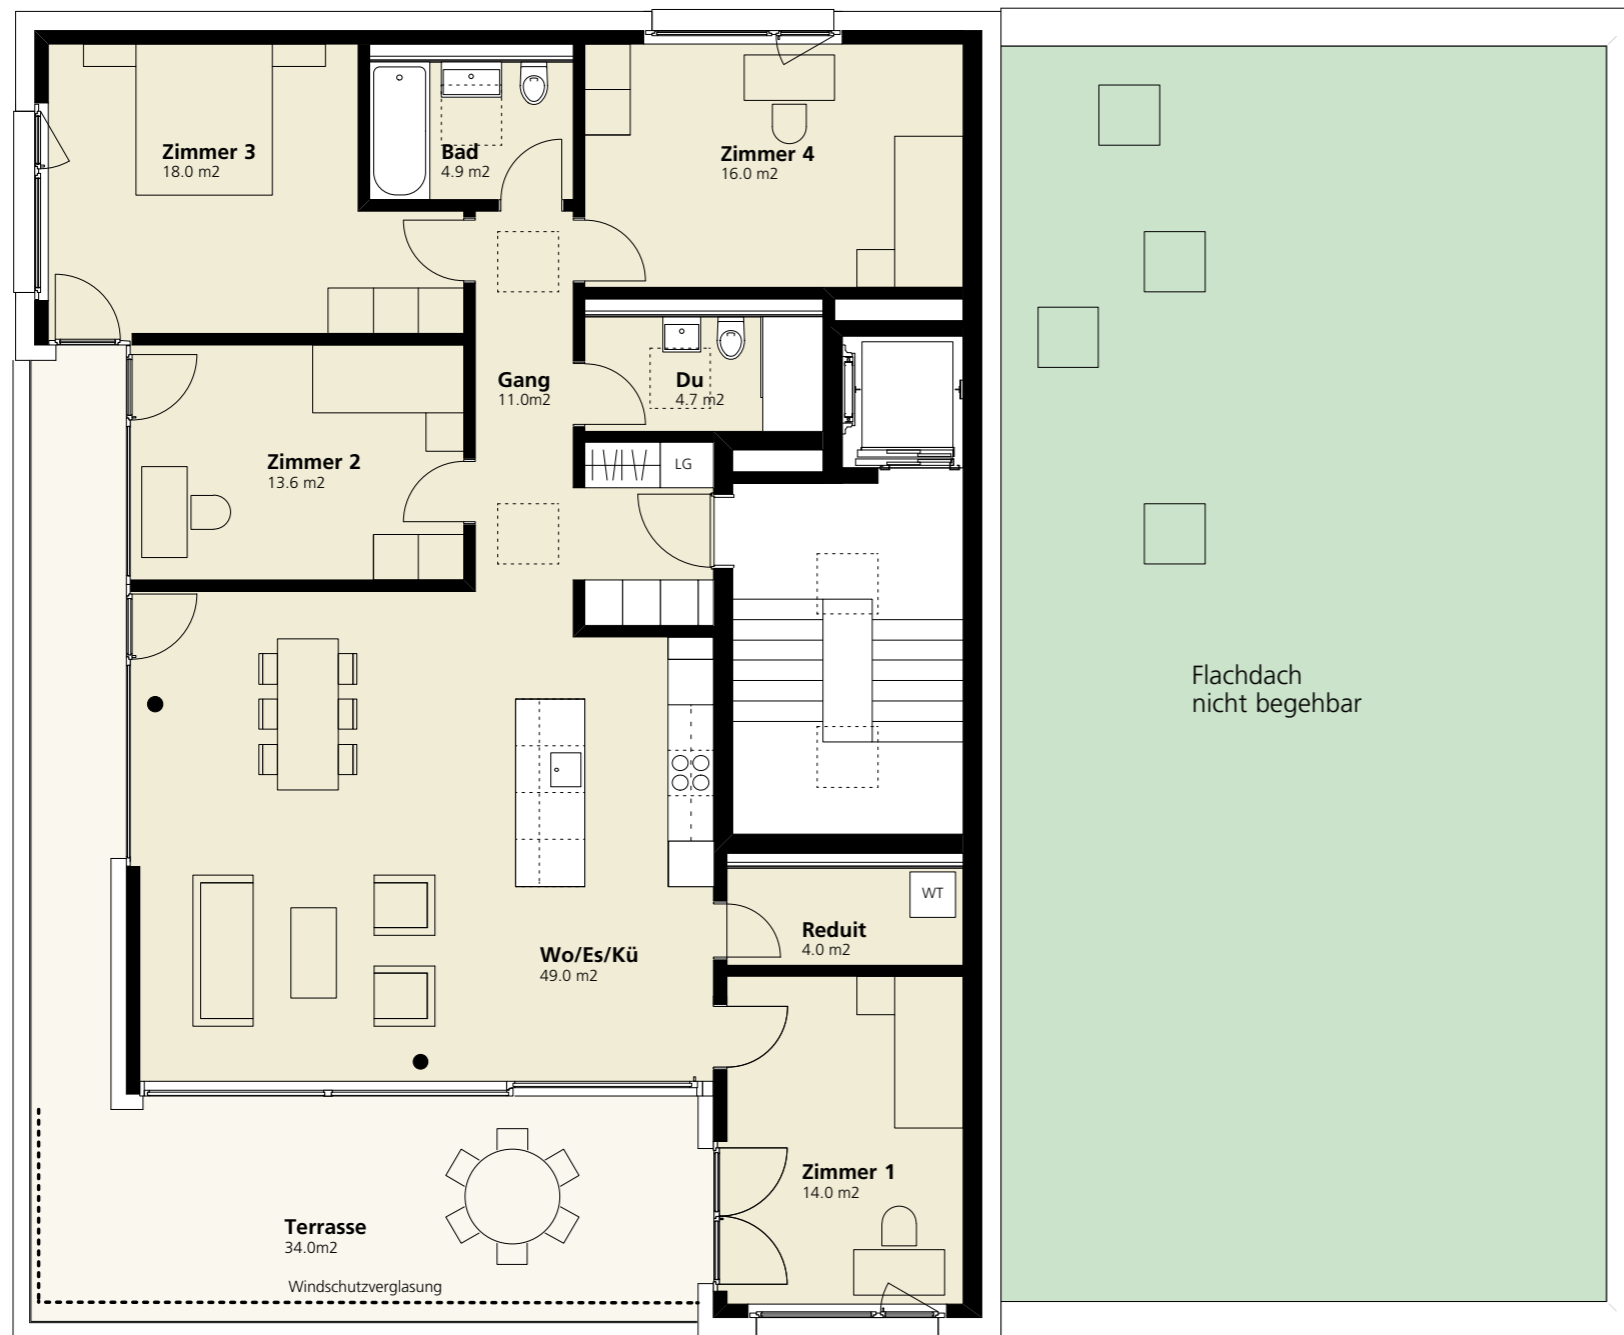 Zimmer 3
18.0 m2
Bad
4.9 m2
Zimmer 4
16.0 m2
Gang
11.0m2
Du
4.7 m2
Zimmer 2
13.6 m2
LG
Flachdach
nicht begehbar
WT
Reduit
4.0 m2
Wo/Es/Kü
49.0 m2
Zimmer 1
14.0 m2
Terrasse
34.0m2
Windschutzverglasung